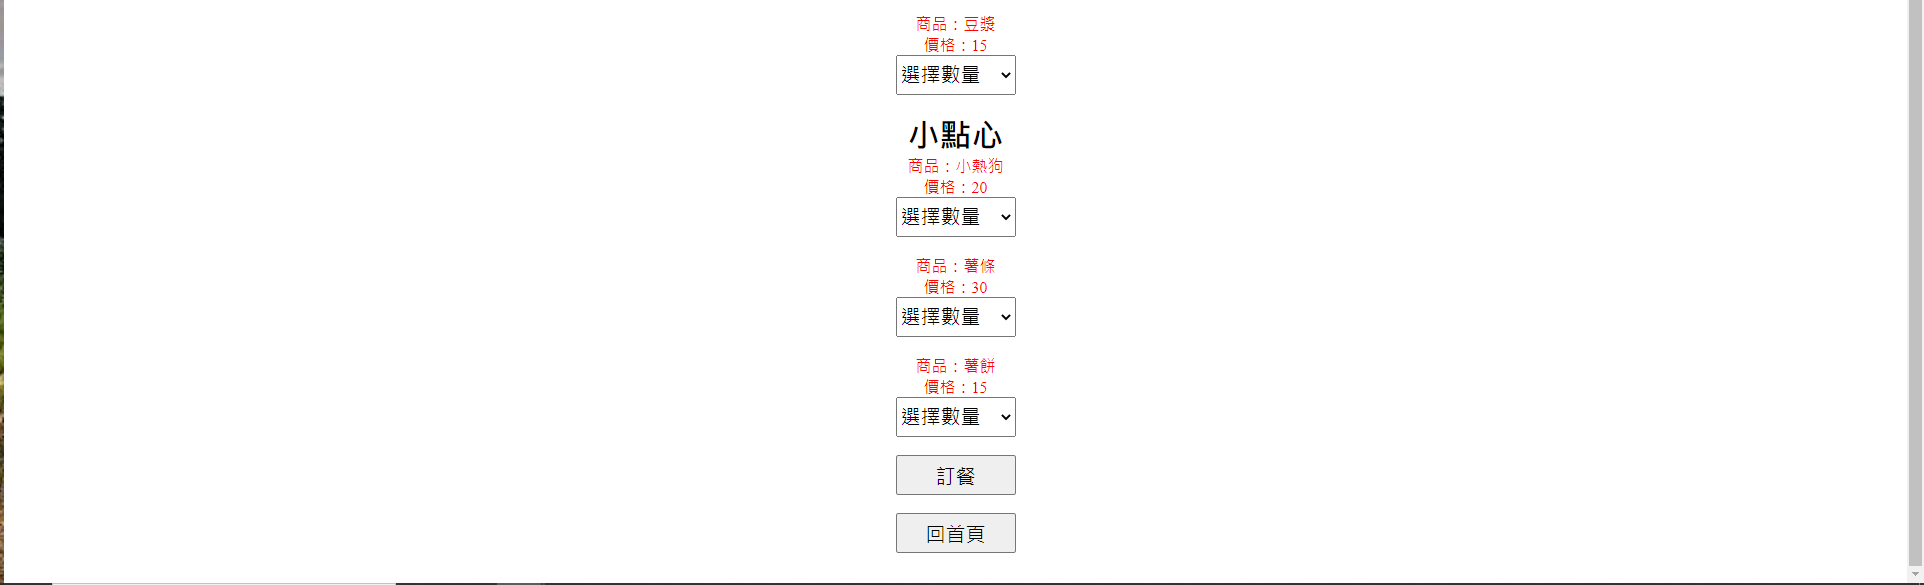 商品：豆漿
價格：15
選擇數量
小點心
商品：小熱狗
價格：20
選擇數量
商品：薯條
價格：30
選擇數量
商品：薯餅
價格：15
選擇數量
訂餐
回首頁